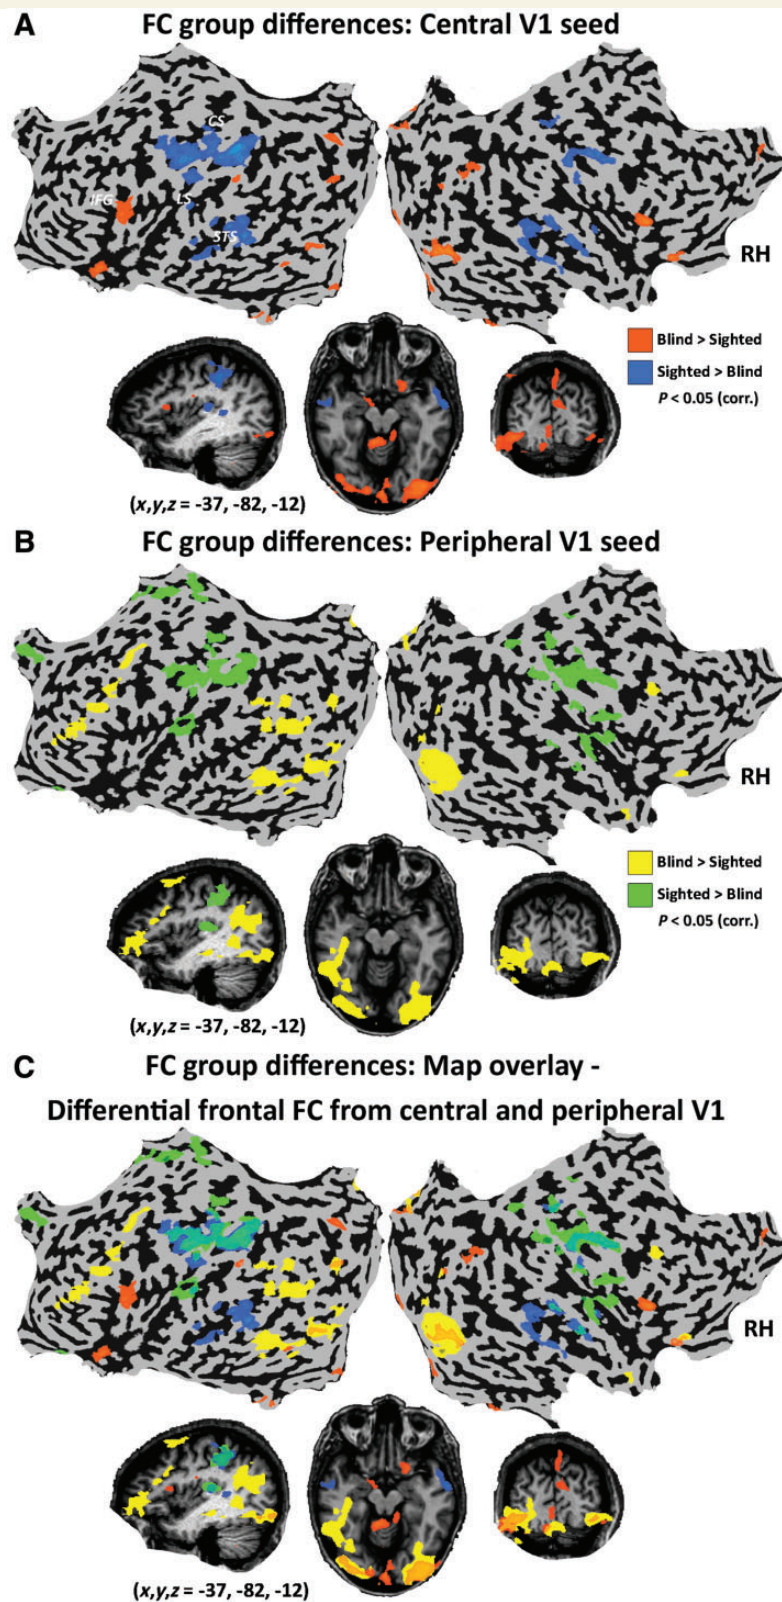 A
FC group differences: Central V1 seed
CS
IFG
LS
STS
RH
Blind > Sighted
Sighted > Blind
P < 0.05 (corr.)
(x,y,z = -37, -82, -12)
B
FC group differences: Peripheral V1 seed
RH
Blind > Sighted
Sighted > Blind
P < 0.05 (corr.)
(x,y,z = -37, -82, -12)
C
FC group differences: Map overlay -
Differential frontal FC from central and peripheral V1
RH
(x,y,z = -37, -82, -12)